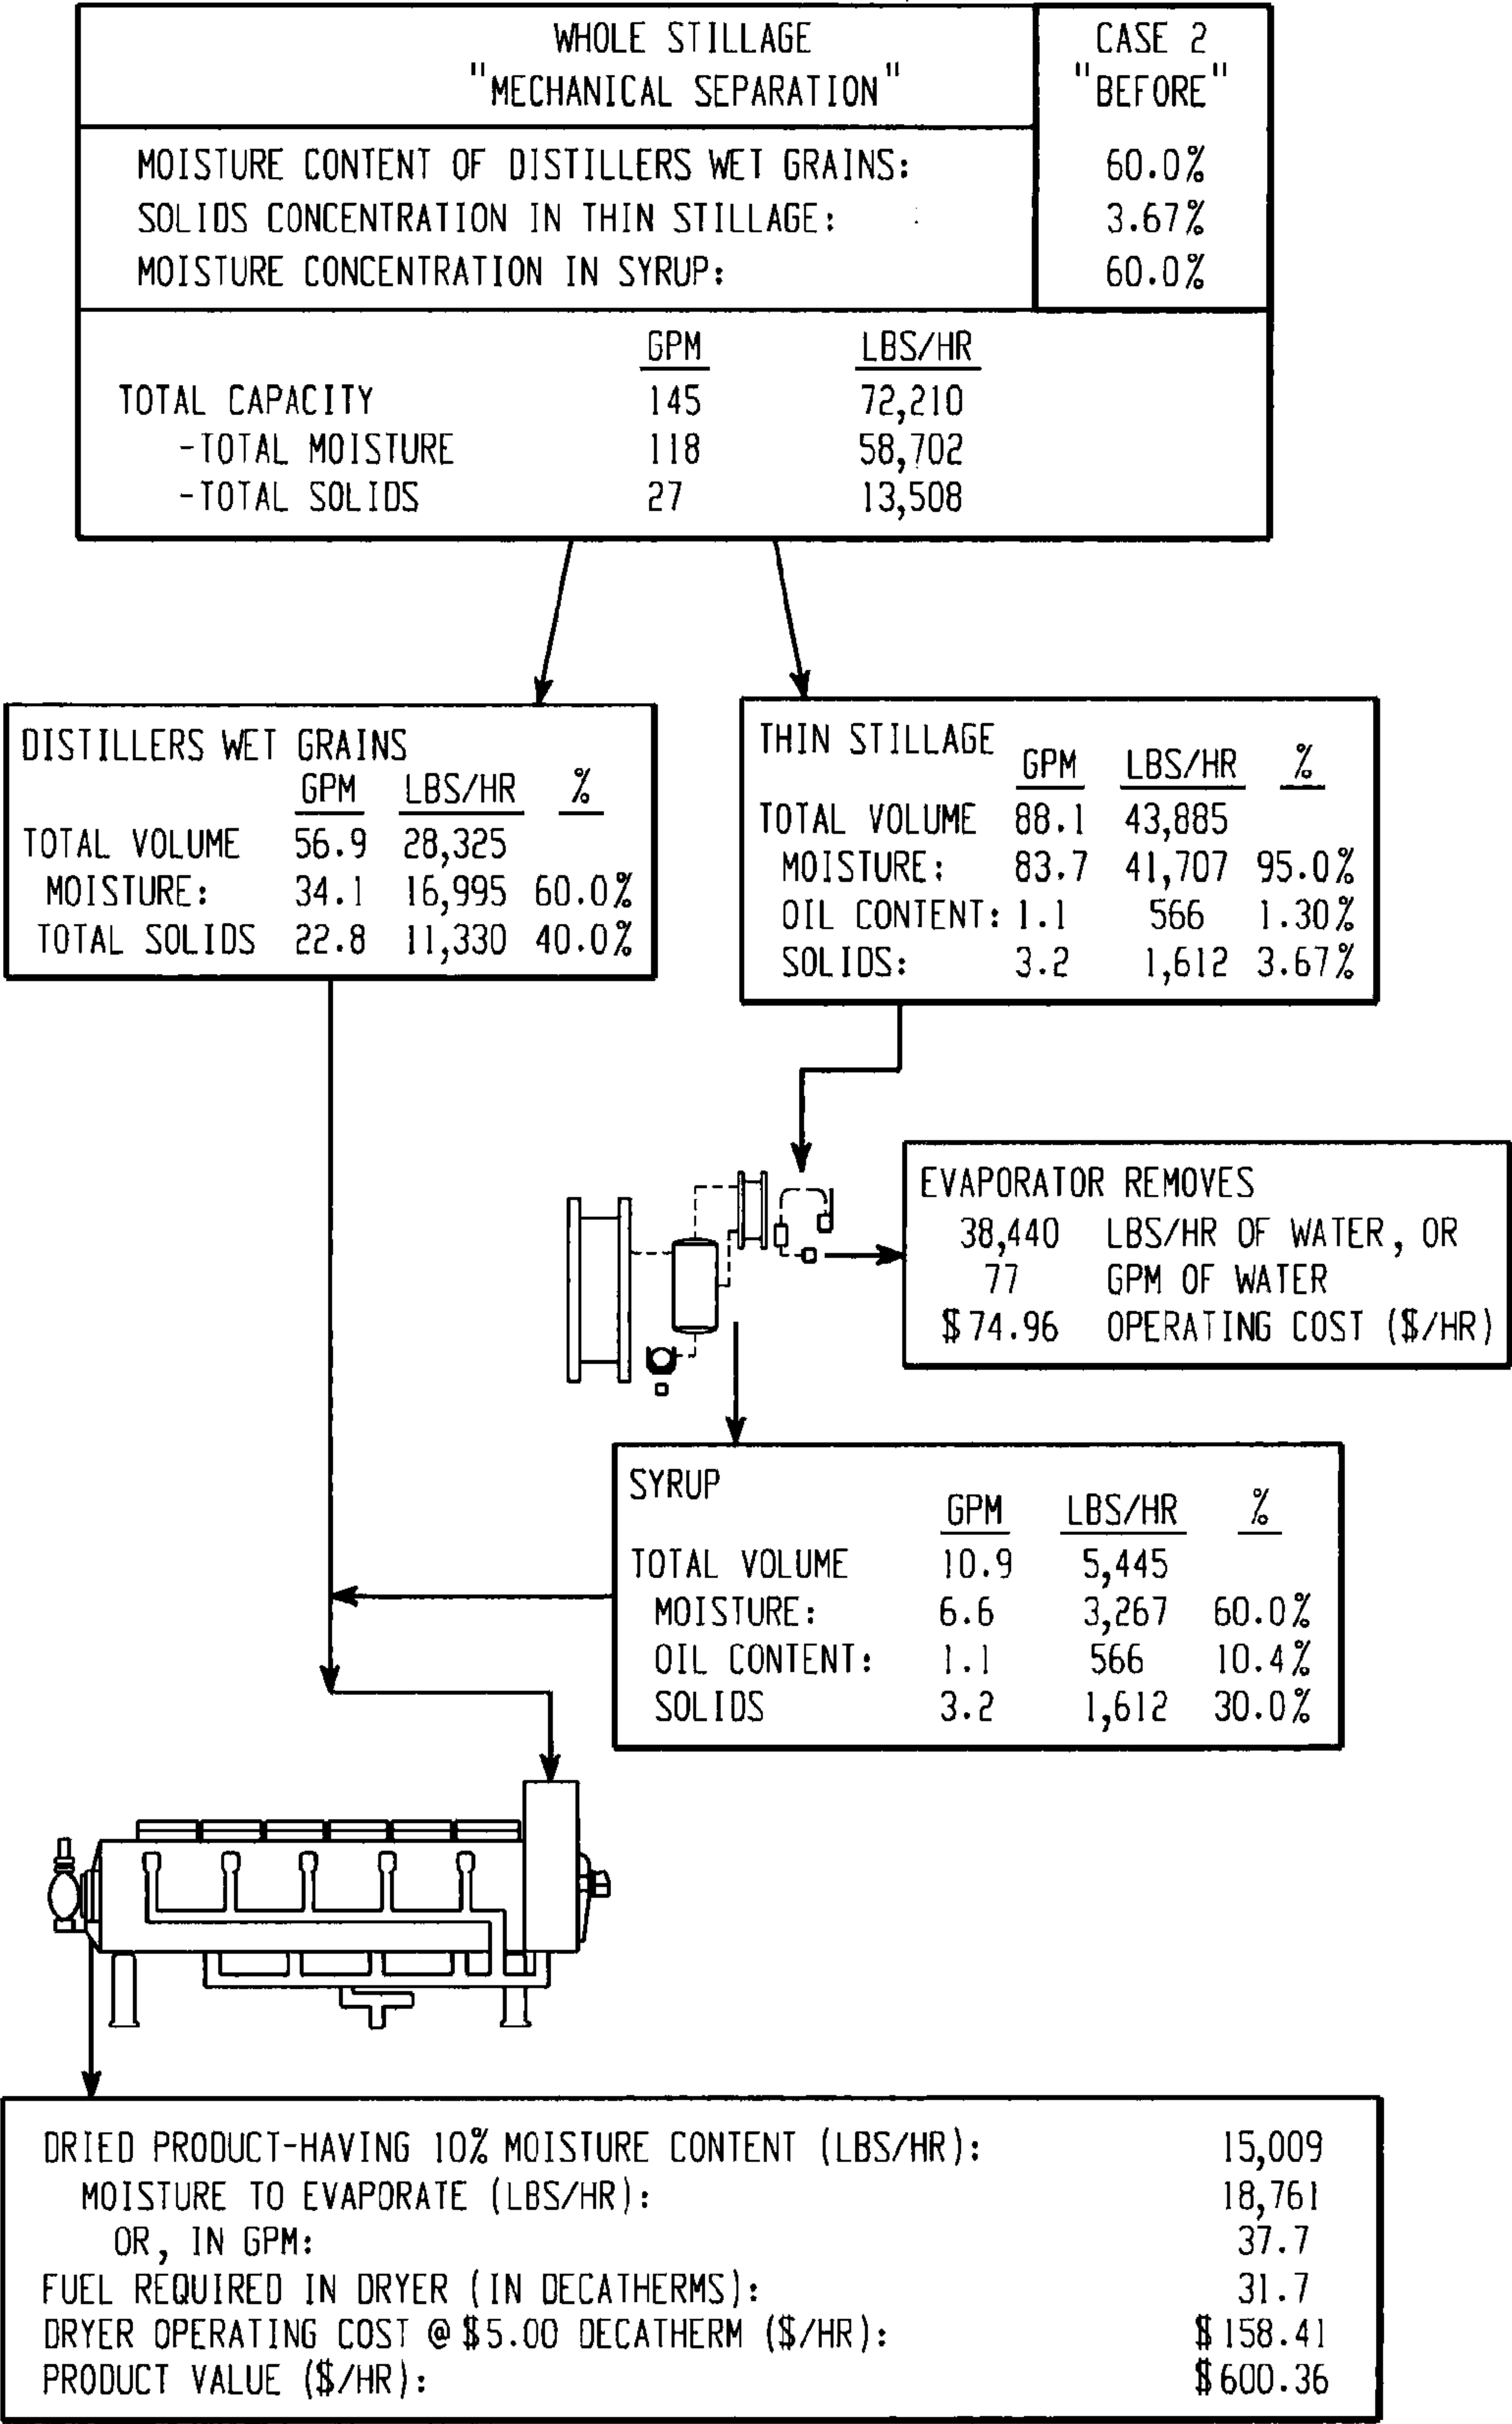 WHOLE STILLAGE
"MECHANICAL SEPARATION"
CASE 2
"BEFORE"
MOISTURE CONTENT OF DISTILLERS WET GRAINS: 60.0%
SOLIDS CONCENTRATION IN THIN STILLAGE: 3.67%
MOISTURE CONCENTRATION IN SYRUP: 60.0%
GPM LBS/HR
TOTAL CAPACITY 145 72,210
-TOTAL MOISTURE 118 58,702
-TOTAL SOLIDS 27 13,508
DISTILLERS WET GRAINS
GPM LBS/HR %
TOTAL VOLUME 56.9 28,325
MOISTURE: 34.1 16,995 60.0%
TOTAL SOLIDS 22.8 11,330 40.0%
THIN STILLAGE
GPM LBS/HR %
TOTAL VOLUME 88.1 43,885
MOISTURE: 83.7 41,707 95.0%
OIL CONTENT: 1.1 566 1.30%
SOLIDS: 3.2 1,612 3.67%
EVAPORATOR REMOVES
38,440 LBS/HR OF WATER, OR
77 GPM OF WATER
$74.96 OPERATING COST ($/HR)
SYRUP
GPM LBS/HR %
TOTAL VOLUME 10.9 5,445
MOISTURE: 6.6 3,267 60.0%
OIL CONTENT: 1.1 566 10.4%
SOLIDS 3.2 1,612 30.0%
DRIED PRODUCT-HAVING 10% MOISTURE CONTENT (LBS/HR): 15,009
MOISTURE TO EVAPORATE (LBS/HR): 18,761
OR, IN GPM: 37.7
FUEL REQUIRED IN DRYER (IN DECATHERMS): 31.7
DRYER OPERATING COST @ $5.00 DECATHERM ($/HR): $158.41
PRODUCT VALUE ($/HR): $600.36